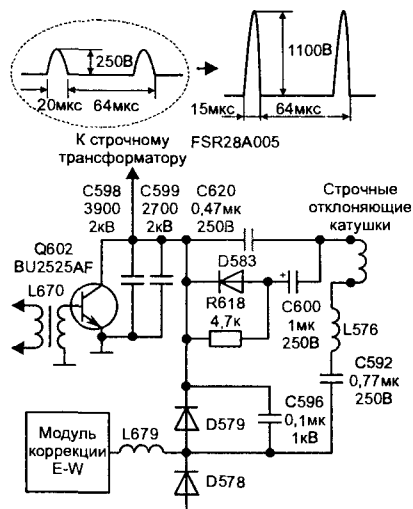 250В
1100В
20мкс
64мкс
15мкс
64мкс
К строчному
трансформатору
FSR28A005
C598
3900
2кВ
C599
2700
2кВ
C620
0,47мк
250В
Строчные
отклоняющие
катушки
Q602
BU2525AF
L670
D583
R618
4,7к
+
C600
1мк
250В
L576
C592
0,77мк
250В
D579
C596
0,1мк
1кВ
Модуль
коррекции
E-W
L679
D578